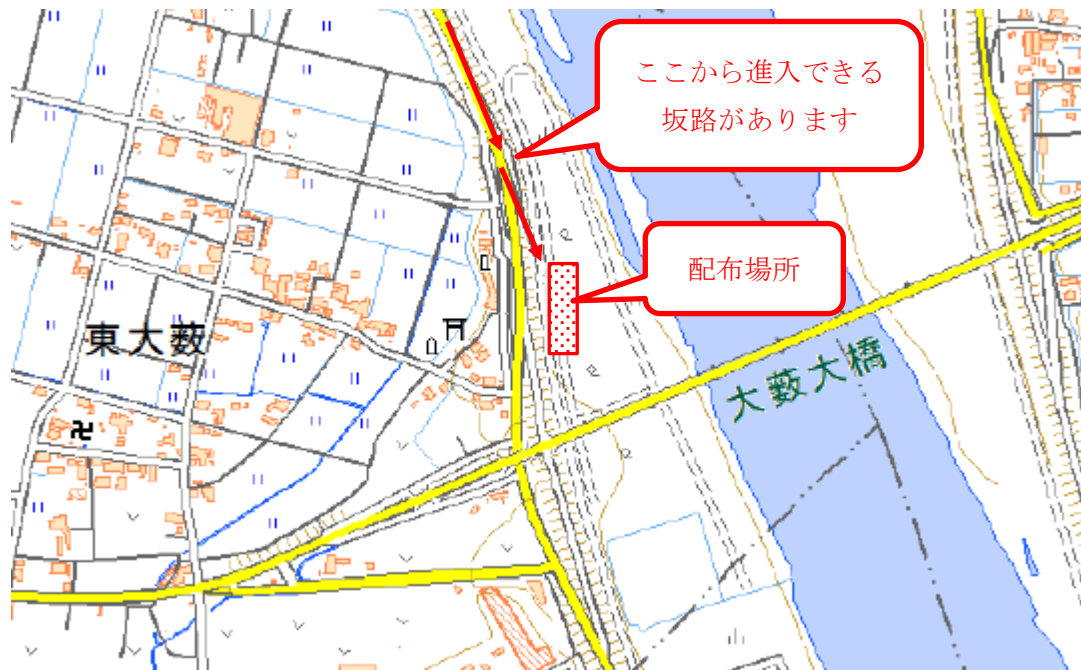 ここから進入できる
坂路があります
配布場所
東大薮
大薮大橋